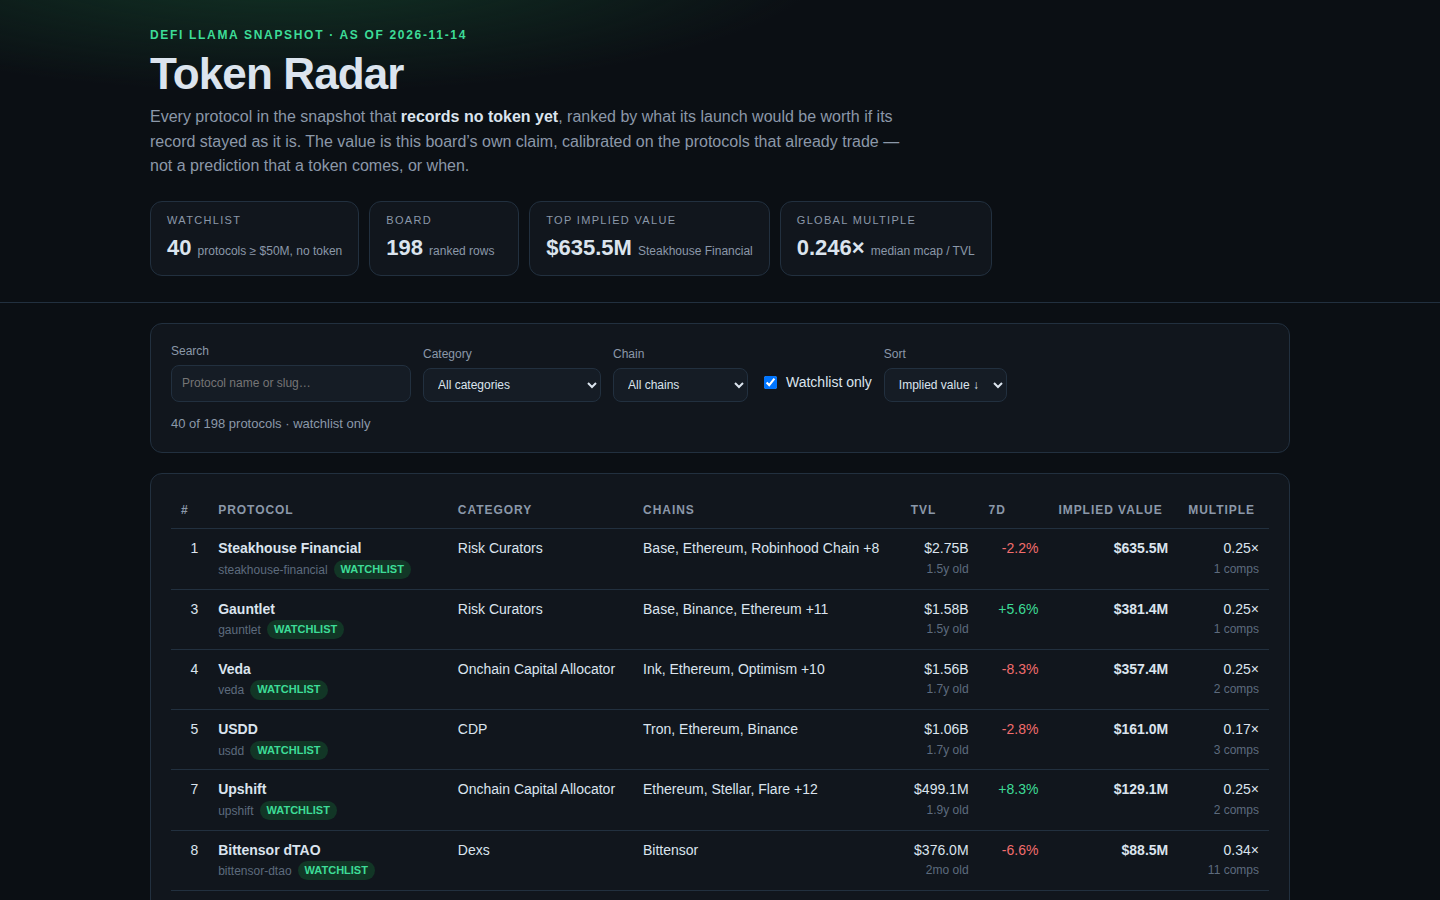 DEFI LLAMA SNAPSHOT · AS OF 2026-11-14
Token Radar
Every protocol in the snapshot that records no token yet, ranked by what its launch would be worth if its
record stayed as it is. The value is this board’s own claim, calibrated on the protocols that already trade —
not a prediction that a token comes, or when.
WATCHLIST
40 protocols ≥ $50M, no token
BOARD
198 ranked rows
TOP IMPLIED VALUE
$635.5M Steakhouse Financial
GLOBAL MULTIPLE
0.246× median mcap / TVL
Search
Protocol name or slug…
Category
All categories
Chain
All chains
Watchlist only
Sort
Implied value ↓
40 of 198 protocols · watchlist only
# PROTOCOL CATEGORY CHAINS TVL 7D IMPLIED VALUE MULTIPLE
1 Steakhouse Financial Risk Curators Base, Ethereum, Robinhood Chain +8 $2.75B -2.2% $635.5M 0.25×
steakhouse-financial WATCHLIST 1.5y old 1 comps
3 Gauntlet Risk Curators Base, Binance, Ethereum +11 $1.58B +5.6% $381.4M 0.25×
gauntlet WATCHLIST 1.5y old 1 comps
4 Veda Onchain Capital Allocator Ink, Ethereum, Optimism +10 $1.56B -8.3% $357.4M 0.25×
veda WATCHLIST 1.7y old 2 comps
5 USDD CDP Tron, Ethereum, Binance $1.06B -2.8% $161.0M 0.17×
usdd WATCHLIST 1.7y old 3 comps
7 Upshift Onchain Capital Allocator Ethereum, Stellar, Flare +12 $499.1M +8.3% $129.1M 0.25×
upshift WATCHLIST 1.9y old 2 comps
8 Bittensor dTAO Dexs Bittensor $376.0M -6.6% $88.5M 0.34×
bittensor-dtao WATCHLIST 2mo old 11 comps